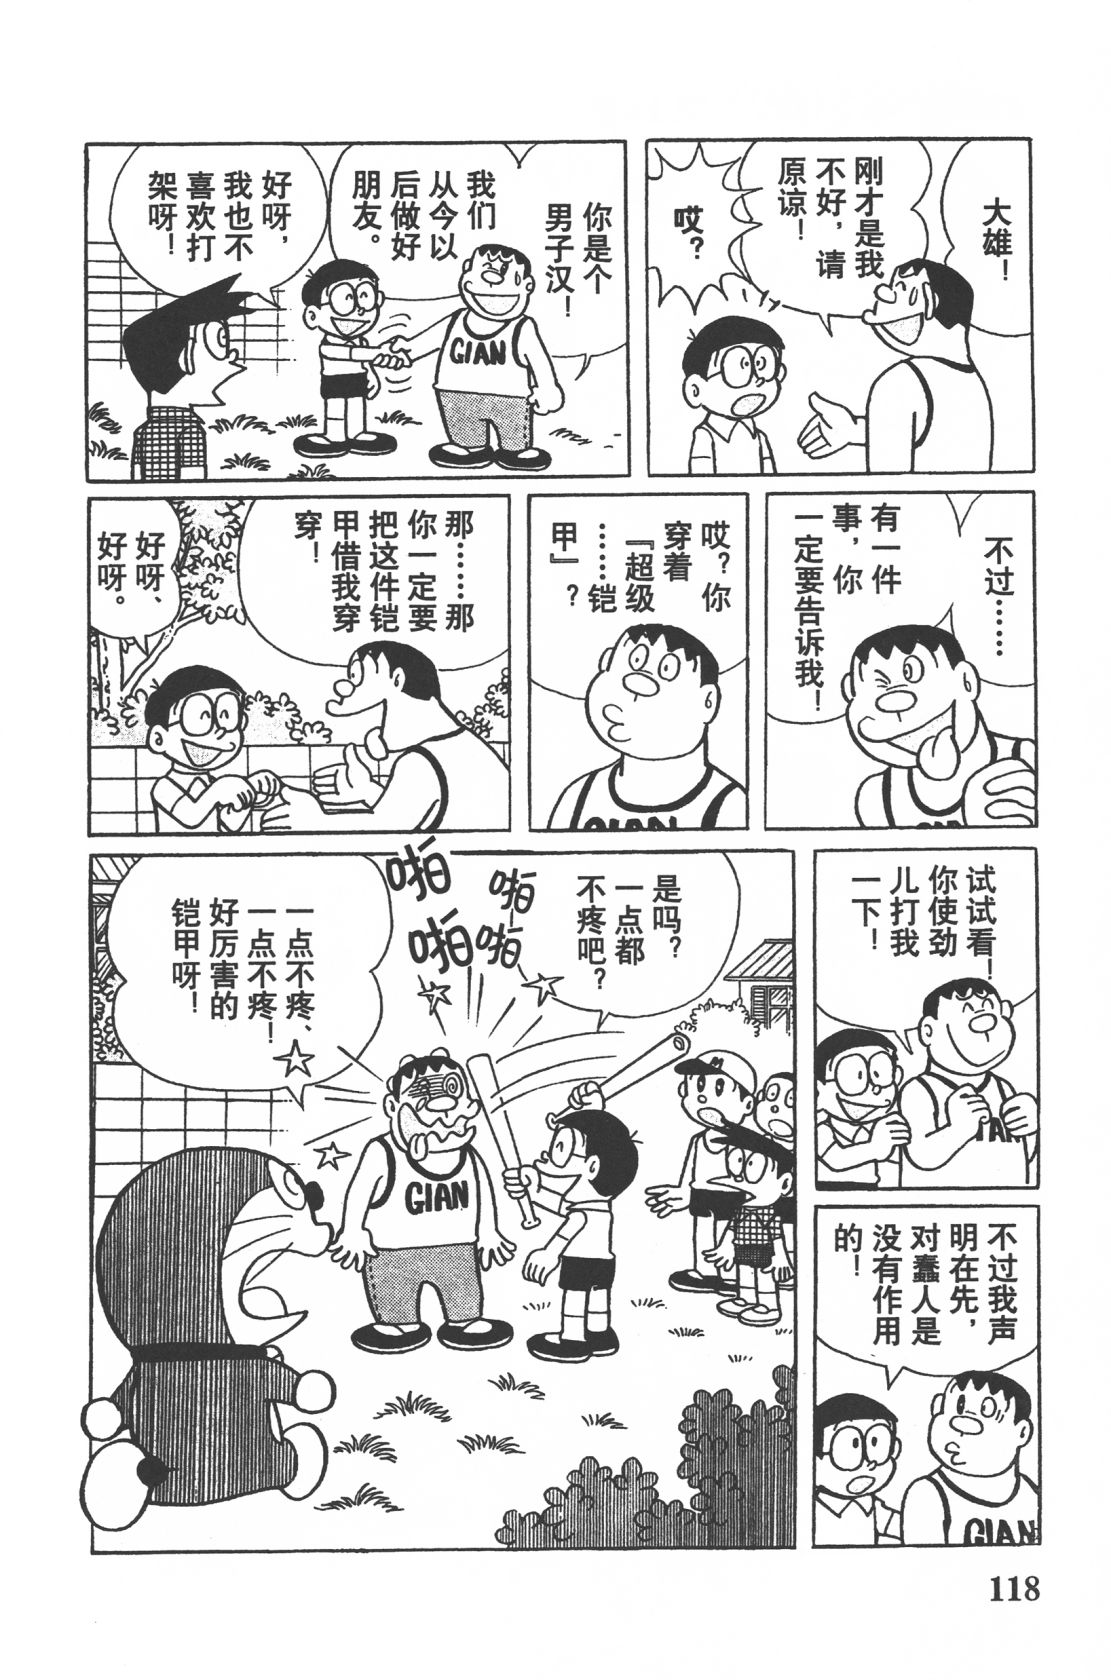 大雄！
刚才是我
不好，请
原谅！
哎？
你是个
男子汉！
我们
从今以
后做好
朋友。
好呀，
我也不
喜欢打
架呀！
GIAN
不过……
有一件
事，你
一定要告诉我！
GIAN
哎？你
穿着
『超级
……铠
甲』？
GIAN
那……那
你一定要
把这件铠
甲借我穿
穿！
好呀、
好呀。
试试看！
你使劲
儿打我
一下！
GIAN
不过我声
明在先，
对蠢人是
没有作用
的！
GIAN
是吗？
一点都
不疼吧？
啪
啪
啪
啪
一点不疼、
一点不疼！
好厉害的
铠甲呀！
GIAN
M
118